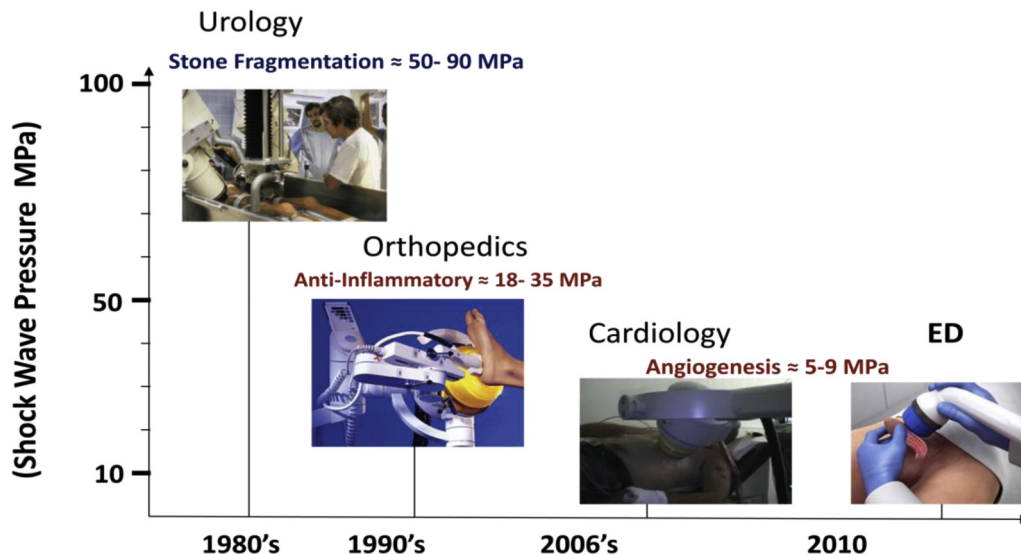 Urology
Stone Fragmentation ≈ 50- 90 MPa
100
(Shock Wave Pressure  MPa)
Orthopedics
Anti-Inflammatory ≈ 18- 35 MPa
50
Cardiology
ED
Angiogenesis ≈ 5-9 MPa
10
1980's
1990's
2006's
2010